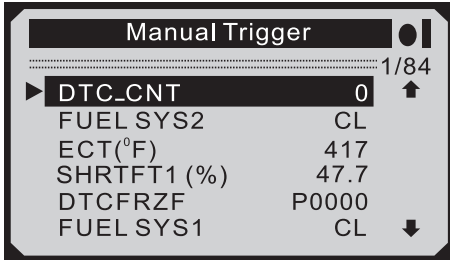 Manual Trigger
1/84
DTC_CNT 0
FUEL SYS2 CL
ECT(⁰F) 417
SHRTFT1 (%) 47.7
DTCFRZF P0000
FUEL SYS1 CL